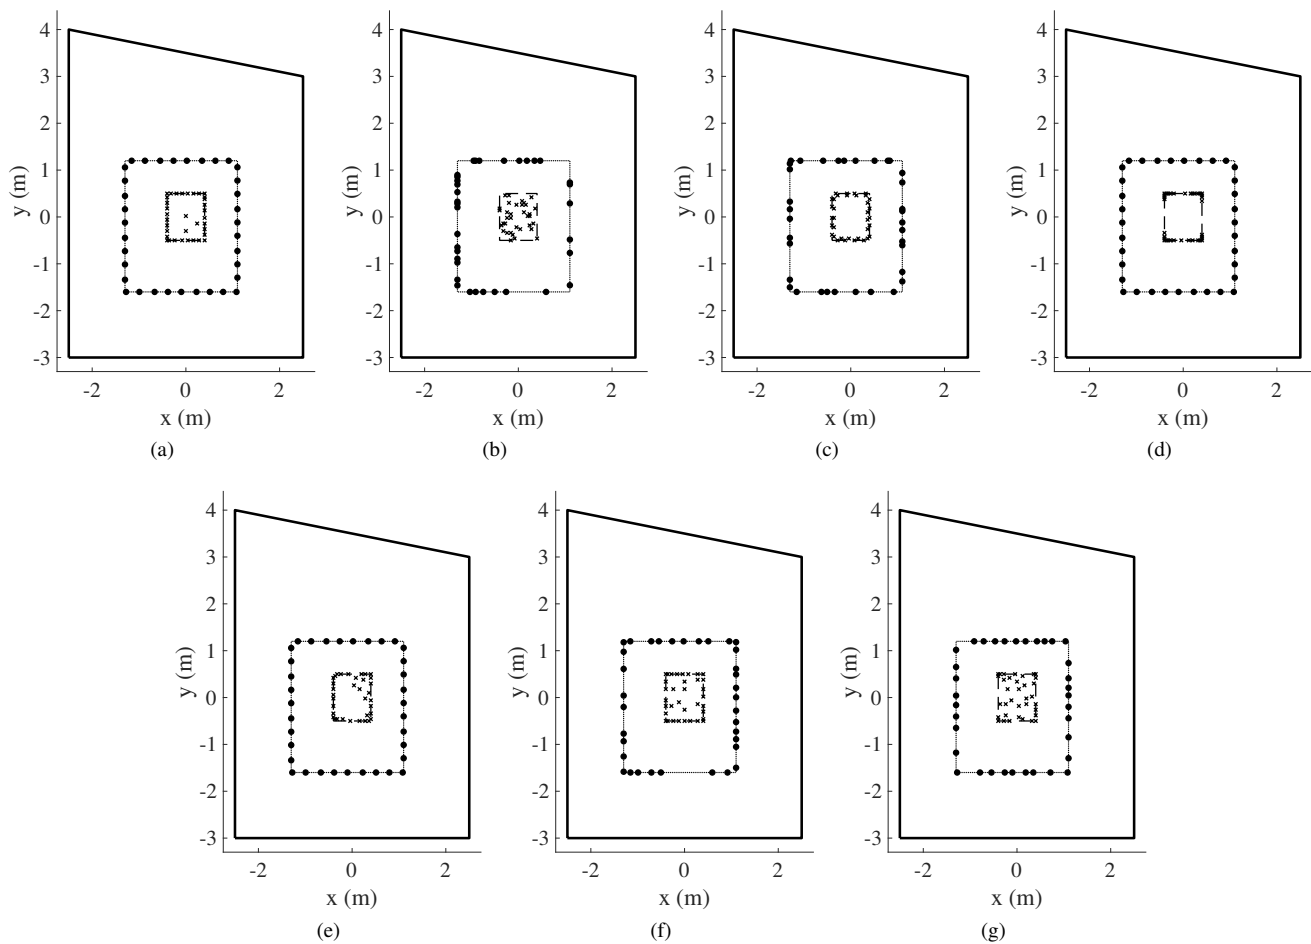 4 4 4 4
3 3 3 3
2 2 2 2
1 1 1 1
0 0 0 0
-1 -1 -1 -1
-2 -2 -2 -2
-3 -3 -3 -3
y (m) y (m) y (m) y (m)
-2 0 2 -2 0 2 -2 0 2 -2 0 2
x (m) x (m) x (m) x (m)
(a) (b) (c) (d)
4 4 4
3 3 3
2 2 2
1 1 1
0 0 0
-1 -1 -1
-2 -2 -2
-3 -3 -3
y (m) y (m) y (m)
-2 0 2 -2 0 2 -2 0 2
x (m) x (m) x (m)
(e) (f) (g)